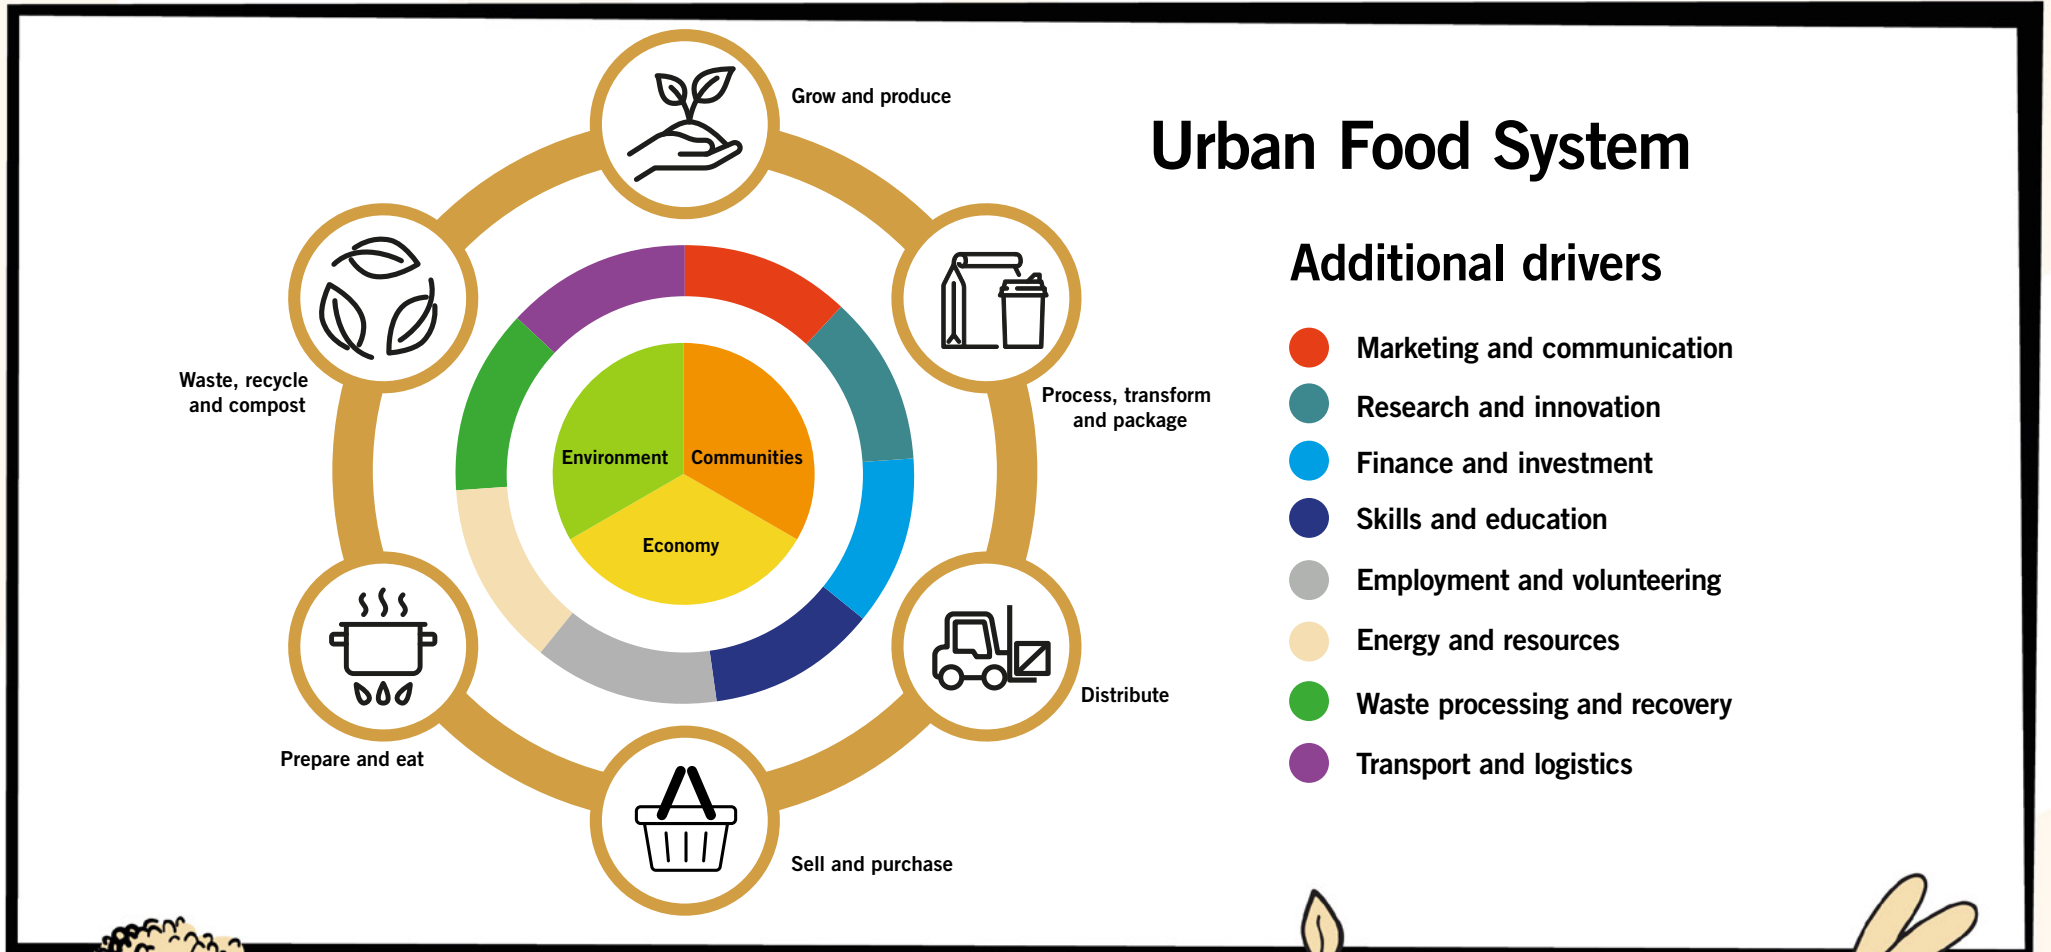 Grow and produce
Urban Food System
Additional drivers
Marketing and communication
Research and innovation
Finance and investment
Skills and education
Employment and volunteering
Energy and resources
Waste processing and recovery
Transport and logistics
Process, transform
and package
Distribute
Sell and purchase
Prepare and eat
Waste, recycle
and compost
Environment
Communities
Economy